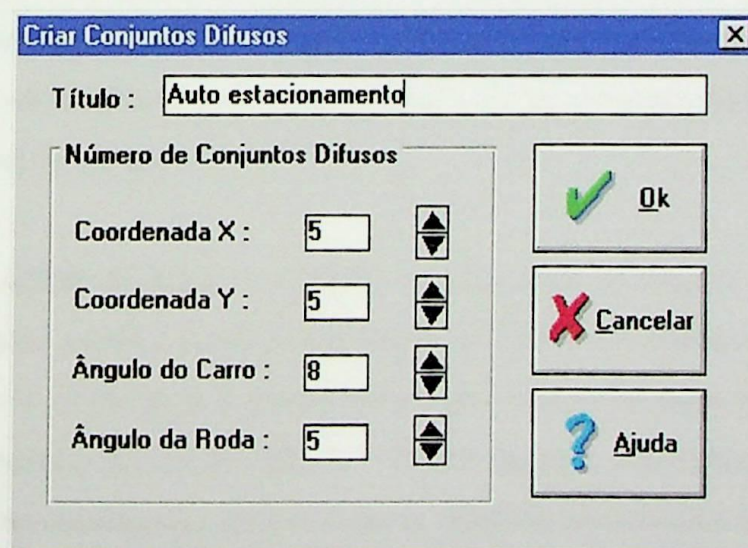 Criar Conjuntos Difusos
Título : Auto estacionamento
Número de Conjuntos Difusos
Coordenada X : 5
Coordenada Y : 5
Ângulo do Carro : 8
Ângulo da Roda : 5
Ok
Cancelar
Ajuda